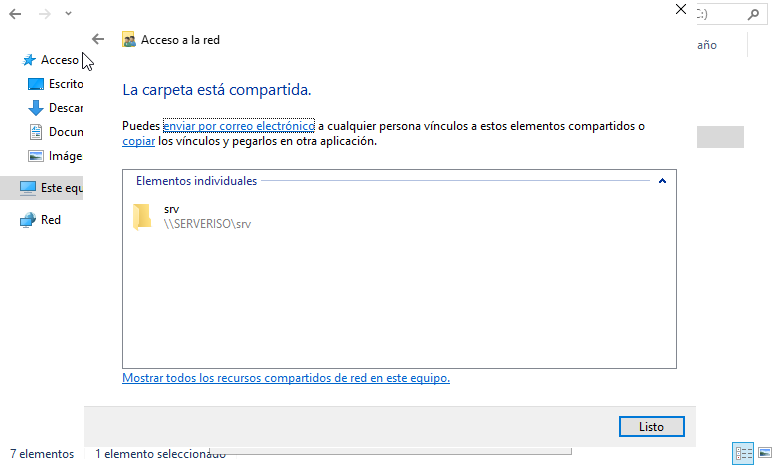 C:)
Acceso a la red
año
Acceso
La carpeta está compartida.
Escrito
Descar
Puedes enviar por correo electrónico a cualquier persona vínculos a estos elementos compartidos o
Docum
copiar los vínculos y pegarlos en otra aplicación.
Imáge
Elementos individuales
Este equ
srv
Red
\\SERVERISO\srv
Mostrar todos los recursos compartidos de red en este equipo.
Listo
7 elementos
1 elemento seleccionado